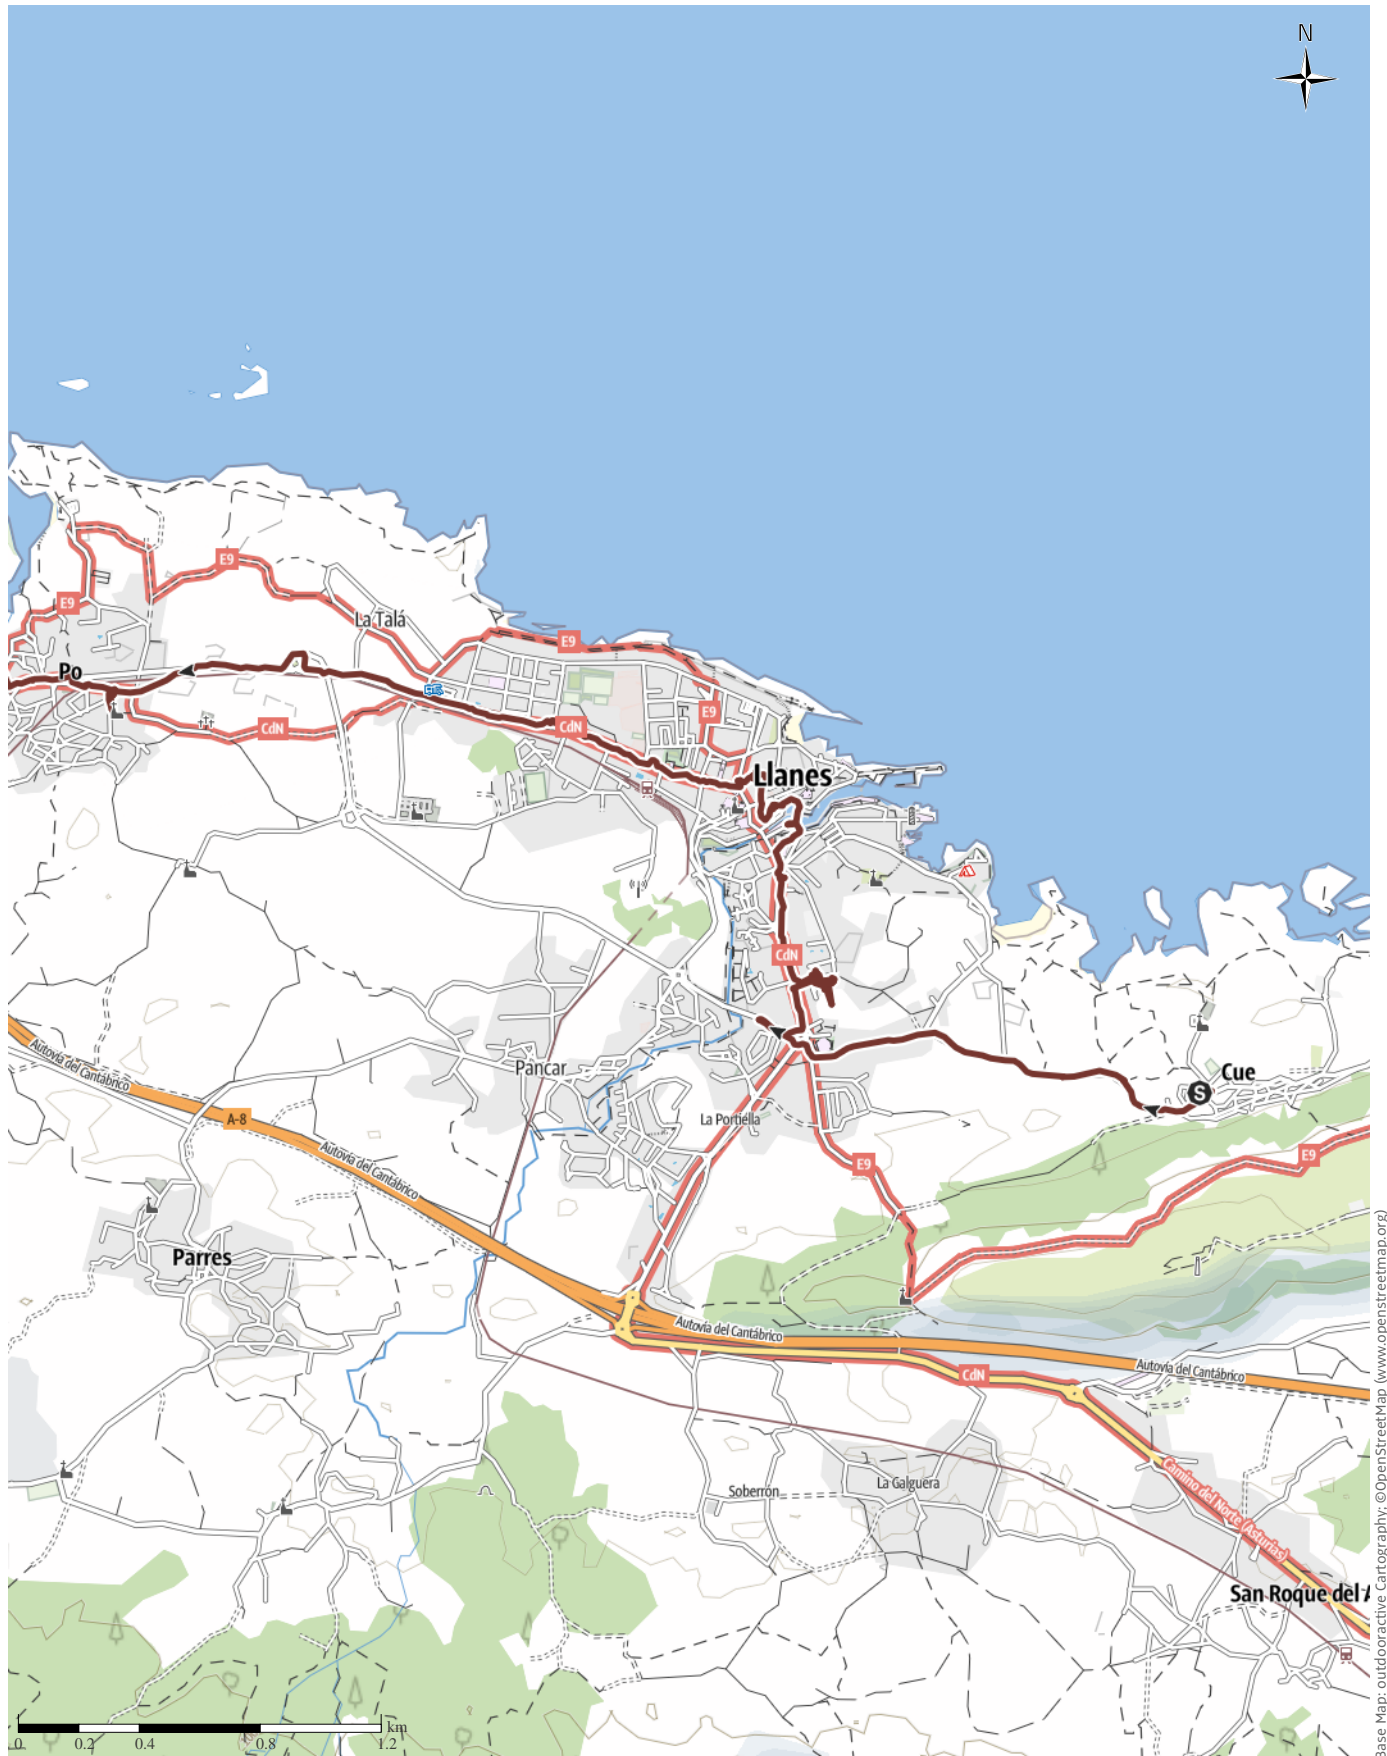 N
E9
E9
La Talá
E9
Po
CdN
CdN
E9
Llanes
CdN
Autovía del Cantábrico
Pancar
Cue
S
A-8
La Portiella
Autovía del Cantábrico
E9
E9
Parres
Autovía del Cantábrico
Autovía del Cantábrico
CdN
Camino del Norte (Asturias)
La Galguera
Soberrón
San Roque del A
km
0 0.2 0.4 0.8 1.2
Base Map: outdooractive Cartography; ©OpenStreetMap (www.openstreetmap.org)